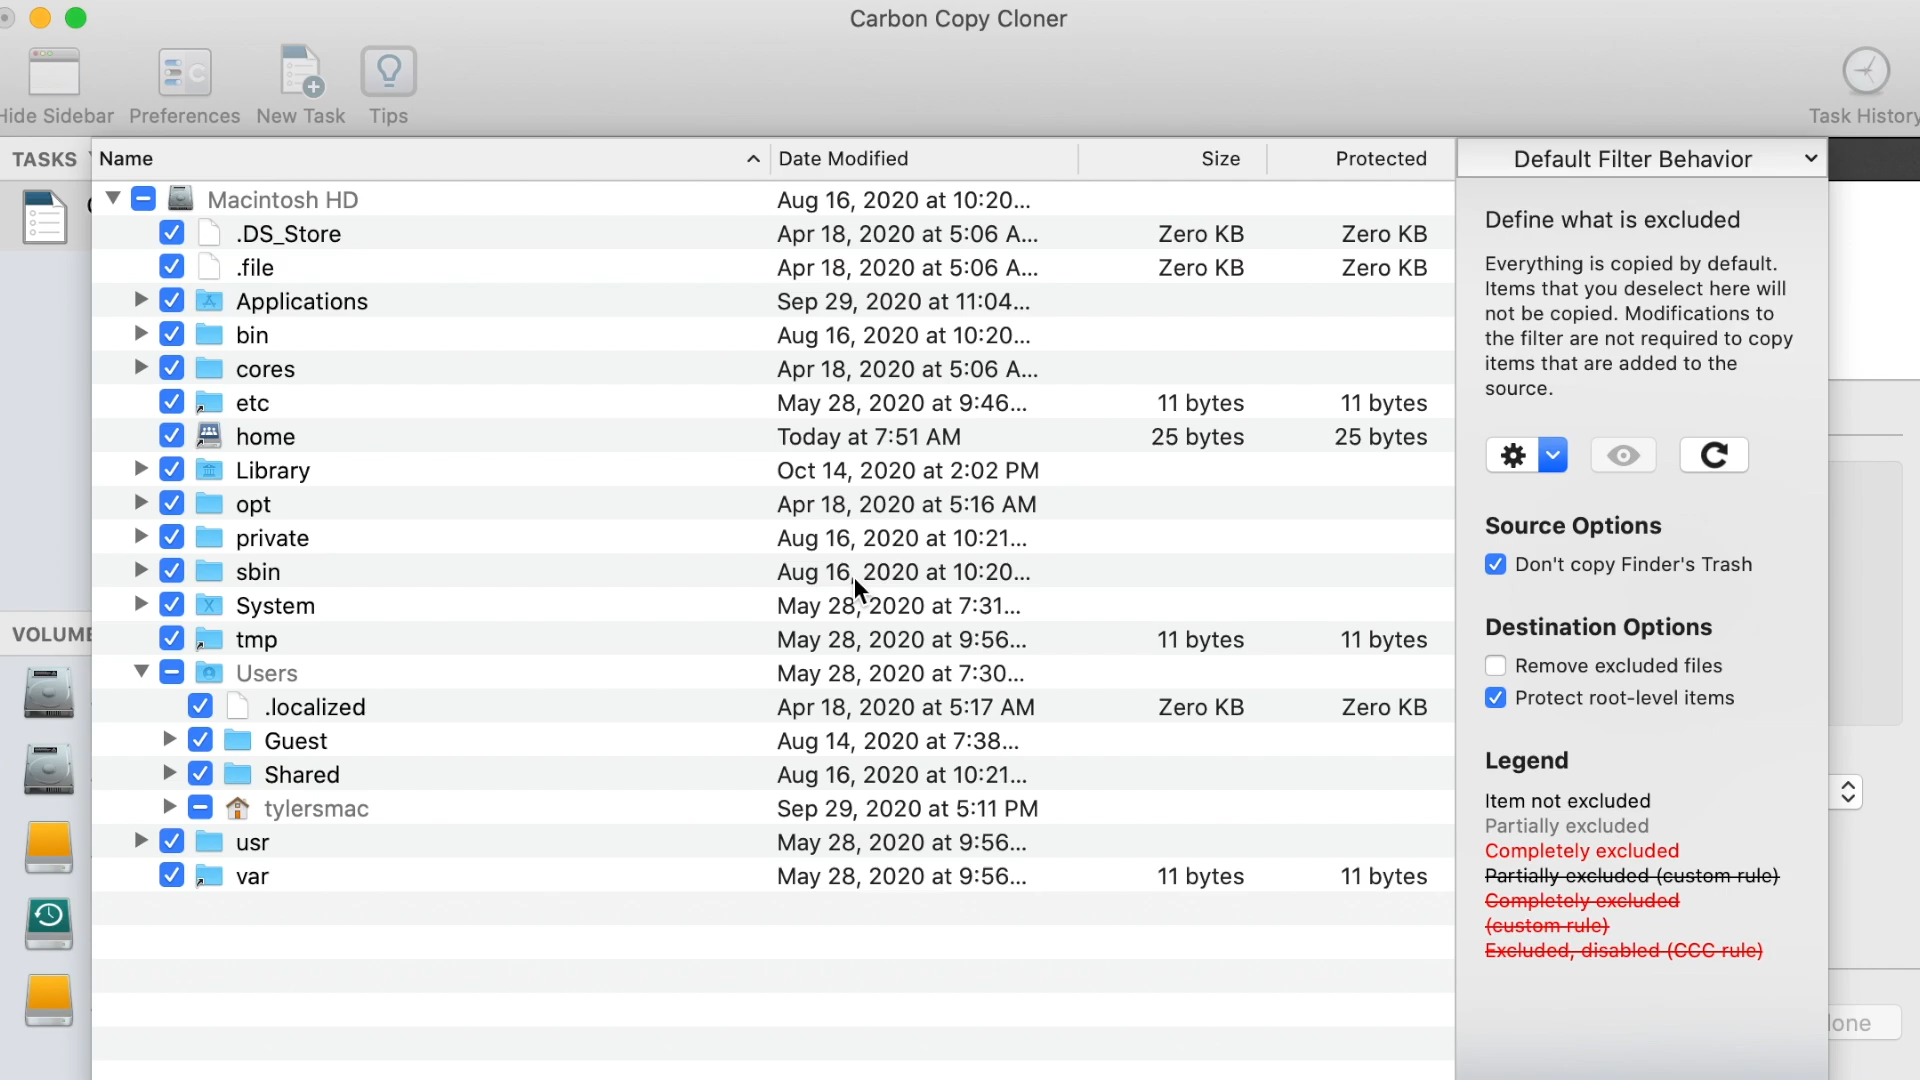 Carbon Copy Cloner
Hide Sidebar Preferences New Task Tips Task History
TASKS Name Date Modified Size Protected
Macintosh HD Aug 16, 2020 at 10:20...
.DS_Store Apr 18, 2020 at 5:06 A... Zero KB Zero KB
.file Apr 18, 2020 at 5:06 A... Zero KB Zero KB
Applications Sep 29, 2020 at 11:04...
bin Aug 16, 2020 at 10:20...
cores Apr 18, 2020 at 5:06 A...
etc May 28, 2020 at 9:46... 11 bytes 11 bytes
home Today at 7:51 AM 25 bytes 25 bytes
Library Oct 14, 2020 at 2:02 PM
opt Apr 18, 2020 at 5:16 AM
private Aug 16, 2020 at 10:21...
sbin Aug 16, 2020 at 10:20...
System May 28, 2020 at 7:31...
VOLUME
tmp May 28, 2020 at 9:56... 11 bytes 11 bytes
Users May 28, 2020 at 7:30...
.localized Apr 18, 2020 at 5:17 AM Zero KB Zero KB
Guest Aug 14, 2020 at 7:38...
Shared Aug 16, 2020 at 10:21...
tylersmac Sep 29, 2020 at 5:11 PM
usr May 28, 2020 at 9:56...
var May 28, 2020 at 9:56... 11 bytes 11 bytes
Default Filter Behavior
Define what is excluded
Everything is copied by default.
Items that you deselect here will
not be copied. Modifications to
the filter are not required to copy
items that are added to the
source.
Source Options
Don't copy Finder's Trash
Destination Options
Remove excluded files
Protect root-level items
Legend
Item not excluded
Partially excluded
Completely excluded
Partially excluded (custom rule)
Completely excluded
(custom rule)
Excluded, disabled (CCC rule)
lone